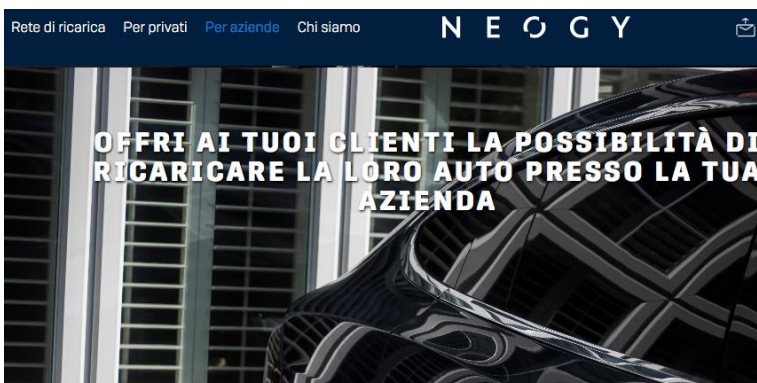 Rete di ricarica Per privati Per aziende Chi siamo NEOGY
OFFRI AI TUOI CLIENTI LA POSSIBILITÀ DI
RICARICARE LA LORO AUTO PRESSO LA TUA
AZIENDA